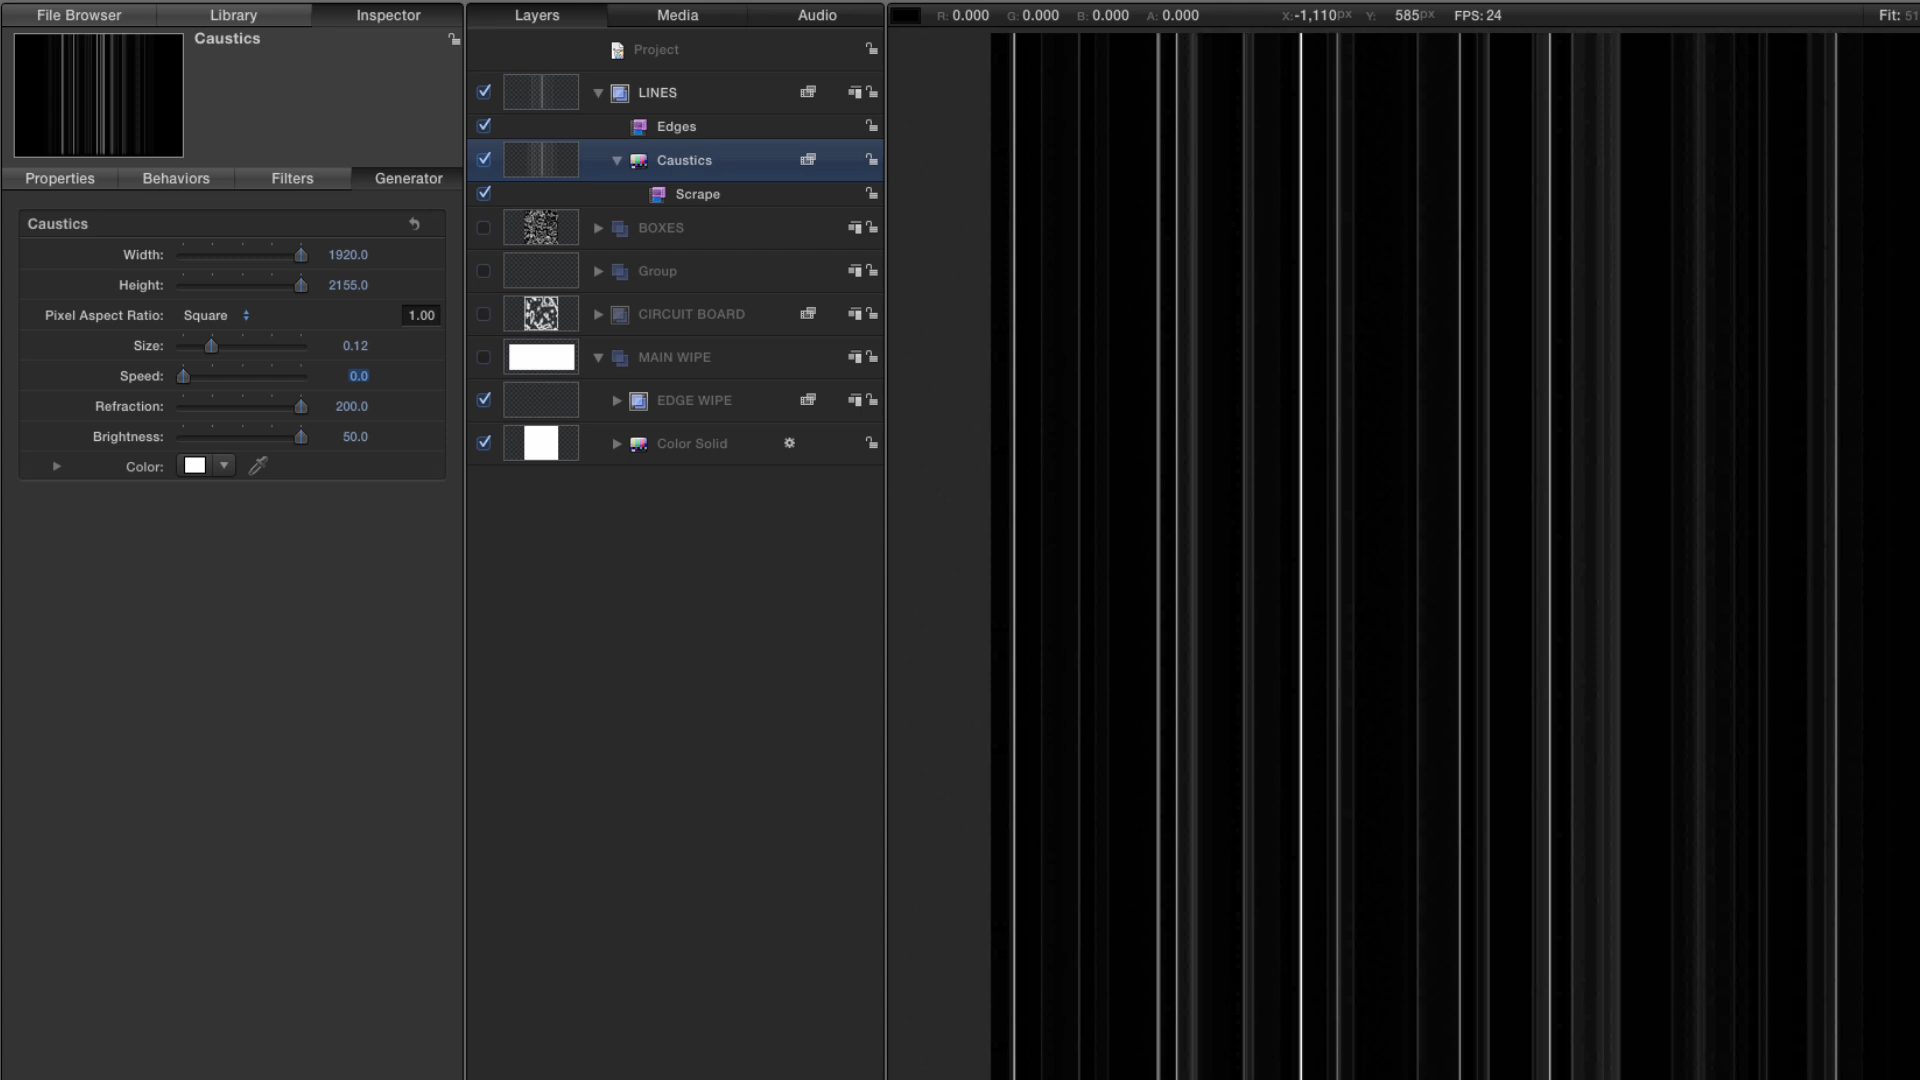 File Browser Library Inspector Layers Media Audio R: 0.000 G: 0.000 B: 0.000 A: 0.000 X:-1,110px Y: 585px FPS: 24 Fit: 51
Caustics
Project
LINES
Edges
Caustics
Scrape
BOXES
Group
CIRCUIT BOARD
MAIN WIPE
EDGE WIPE
Color Solid
Properties Behaviors Filters Generator
Caustics
Width: 1920.0
Height: 2155.0
Pixel Aspect Ratio: Square 1.00
Size: 0.12
Speed: 0.0
Refraction: 200.0
Brightness: 50.0
Color: